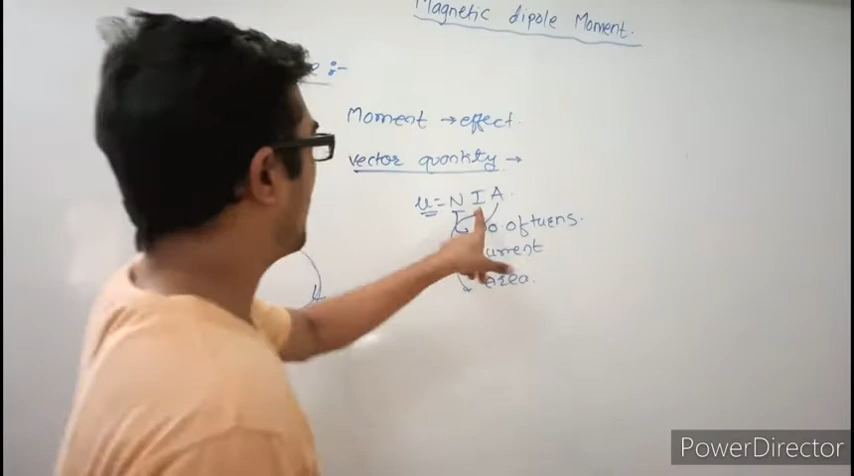 Magnetic dipole Moment.
:-
Moment → effect.
vector quantity →
μ = N I A
o of turns.
urrent
area.
PowerDirector